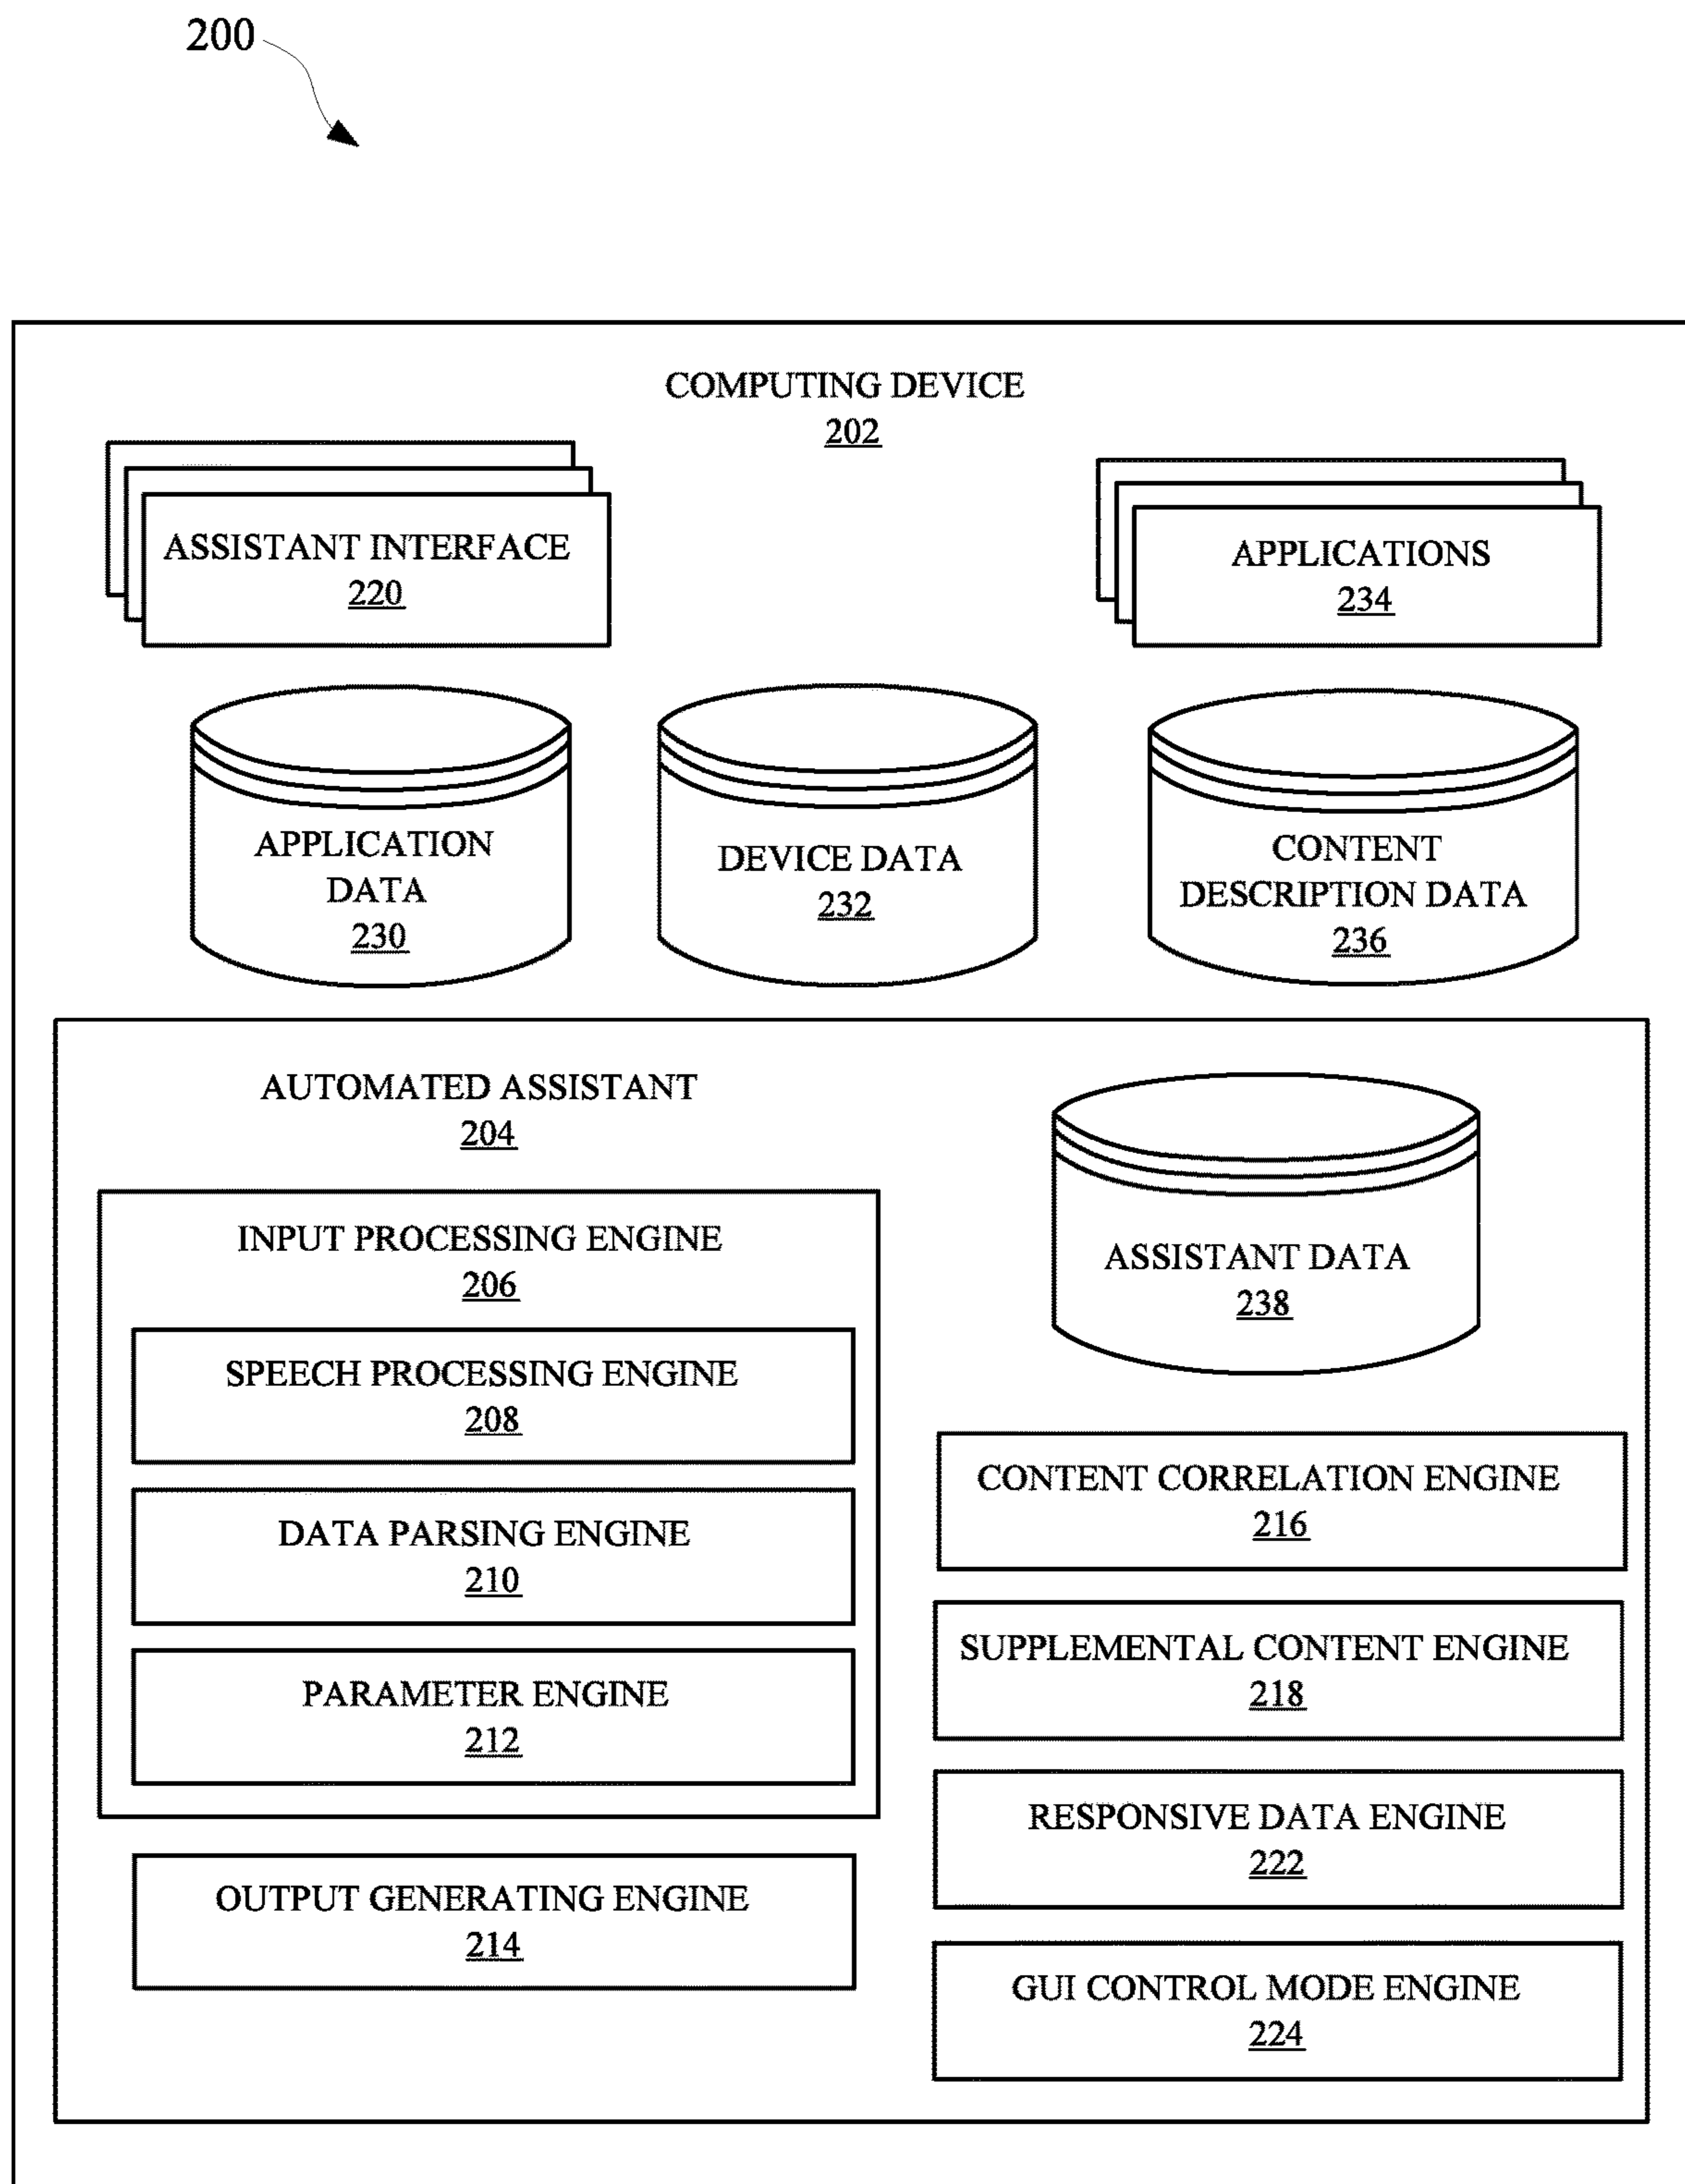 200
COMPUTING DEVICE
202
ASSISTANT INTERFACE
220
APPLICATIONS
234
APPLICATION
DATA
230
DEVICE DATA
232
CONTENT
DESCRIPTION DATA
236
AUTOMATED ASSISTANT
204
INPUT PROCESSING ENGINE
206
SPEECH PROCESSING ENGINE
208
DATA PARSING ENGINE
210
PARAMETER ENGINE
212
OUTPUT GENERATING ENGINE
214
ASSISTANT DATA
238
CONTENT CORRELATION ENGINE
216
SUPPLEMENTAL CONTENT ENGINE
218
RESPONSIVE DATA ENGINE
222
GUI CONTROL MODE ENGINE
224